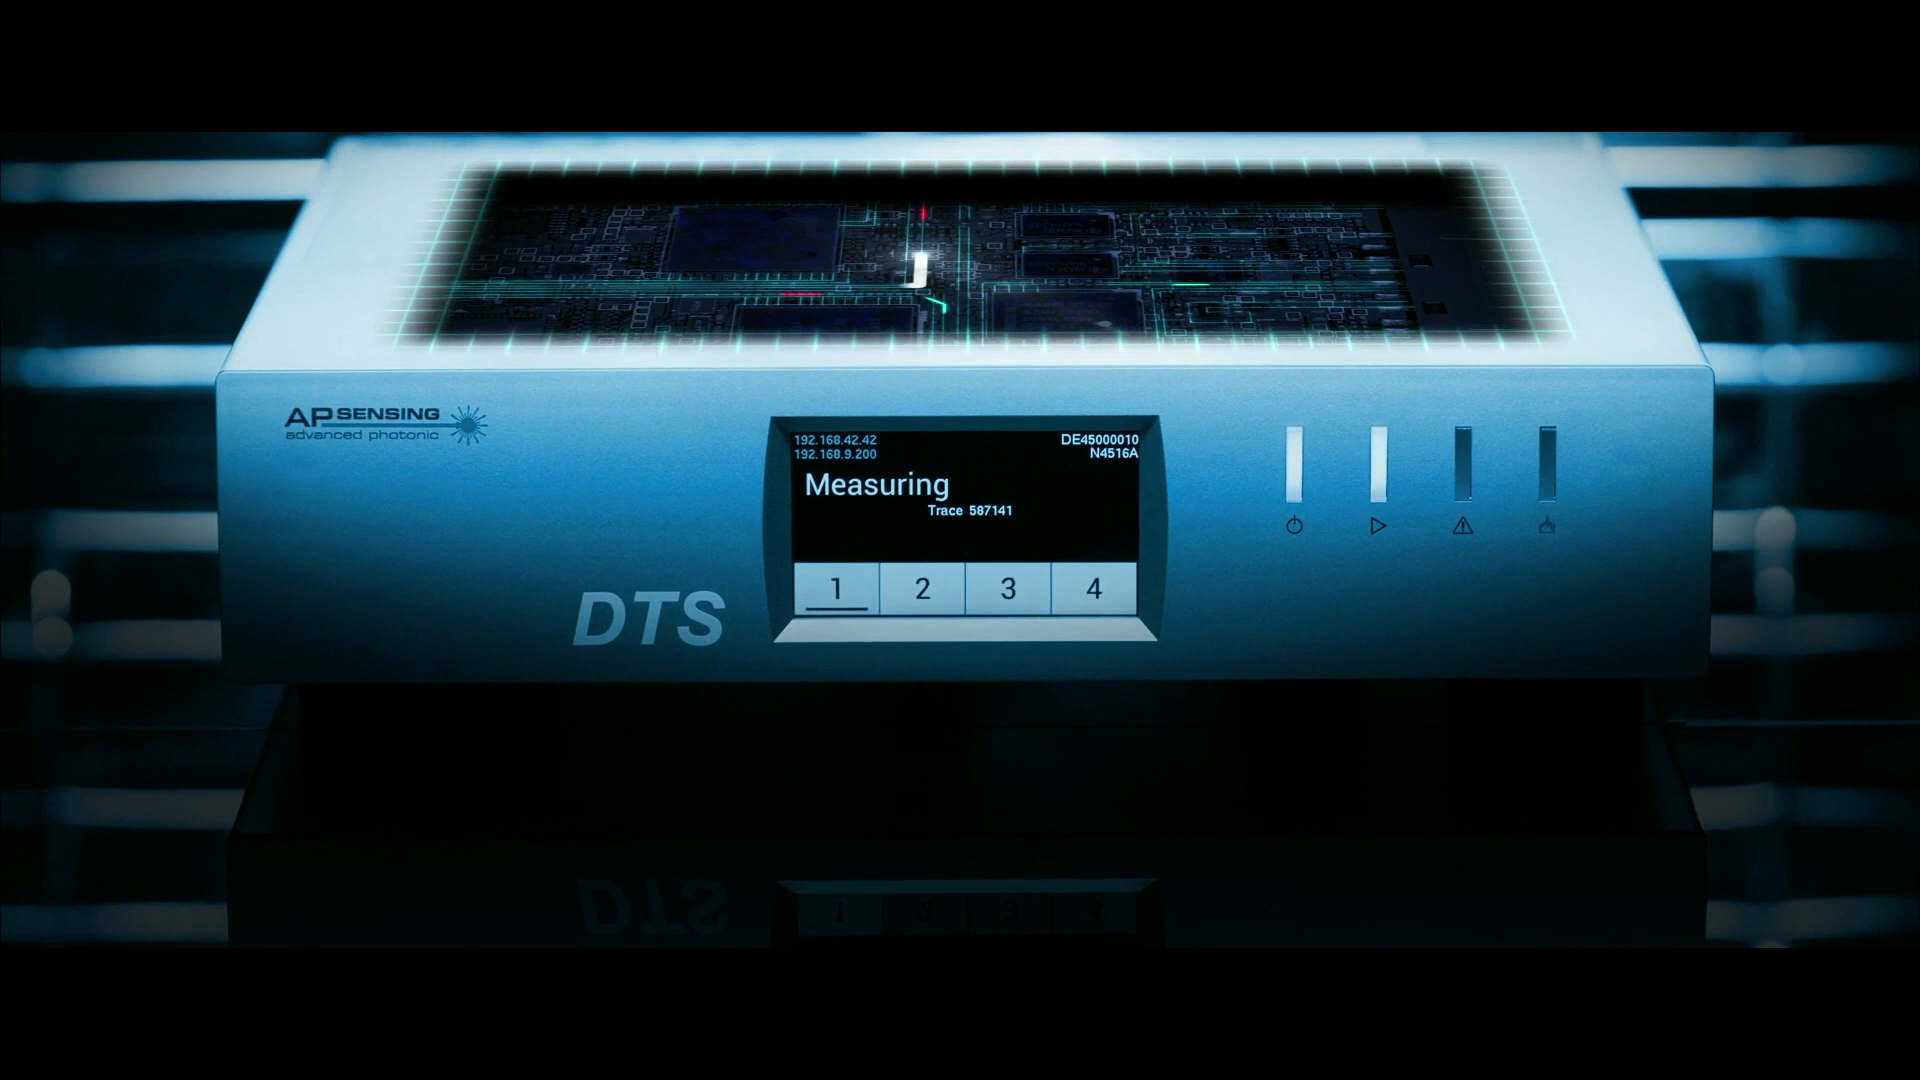 AP SENSING
advanced photonic
192.168.42.42
192.168.9.200
DE45000010
N4516A
Measuring
Trace 587141
1 2 3 4
DTS